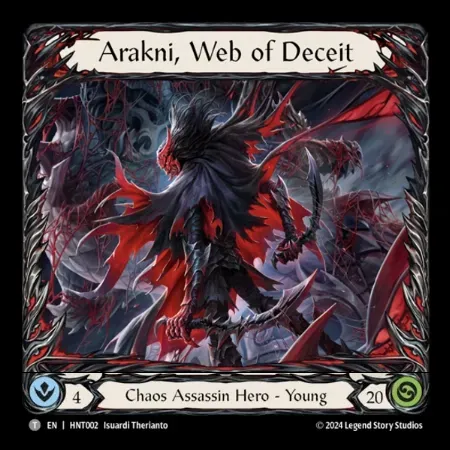 Arakni, Web of Deceit
4 Chaos Assassin Hero - Young 20
T EN | HNT002 Isuardi Therianto © 2024 Legend Story Studios